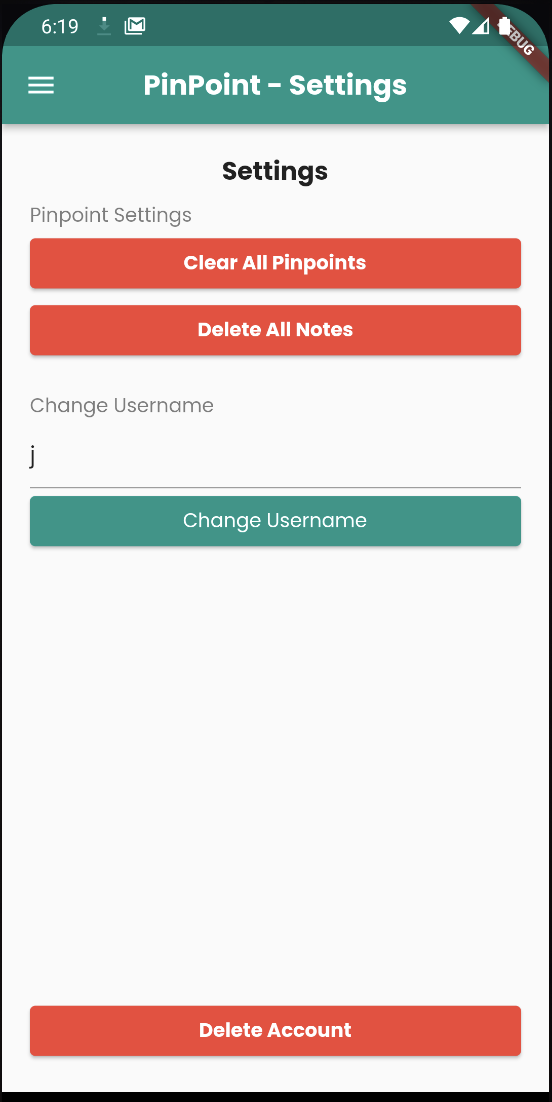 6:19
PinPoint - Settings
Settings
Pinpoint Settings
Clear All Pinpoints
Delete All Notes
Change Username
j
Change Username
Delete Account